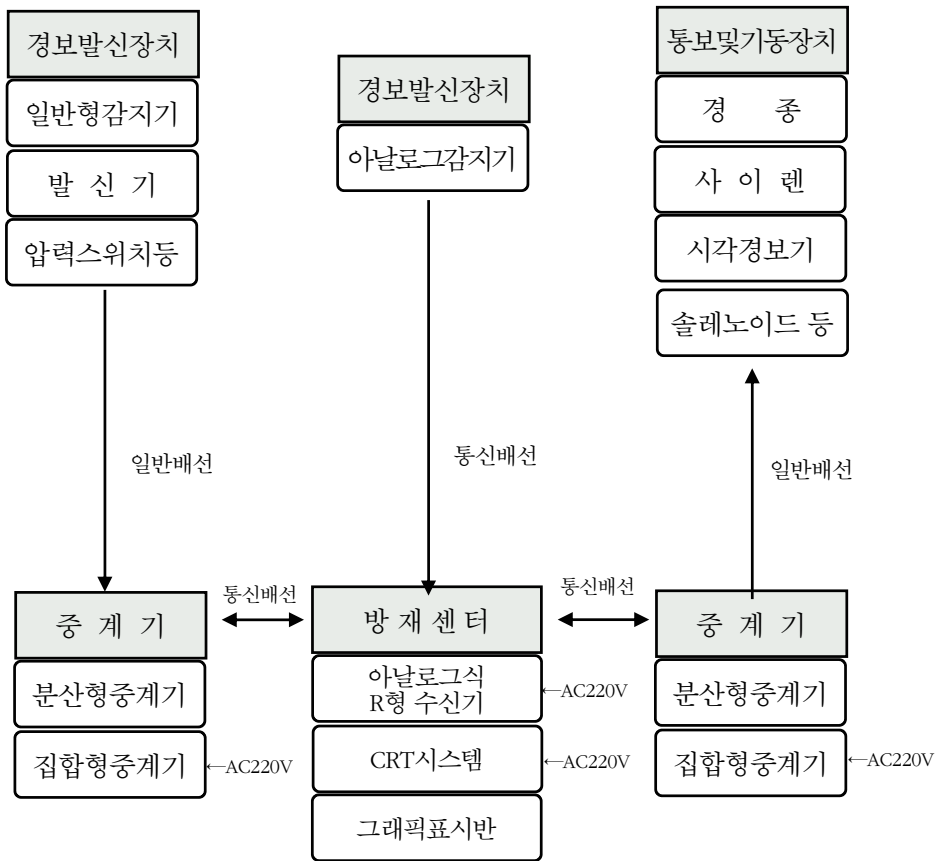 경보발신장치
일반형감지기
발 신 기
압력스위치등
경보발신장치
아날로그감지기
통보및기동장치
경 종
사 이 렌
시각경보기
솔레노이드 등
일반배선
통신배선
일반배선
중 계 기
분산형중계기
집합형중계기
←AC220V
통신배선
방 재 센 터
아날로그식
R형 수신기
←AC220V
CRT시스템
←AC220V
그래픽표시반
통신배선
중 계 기
분산형중계기
집합형중계기
←AC220V